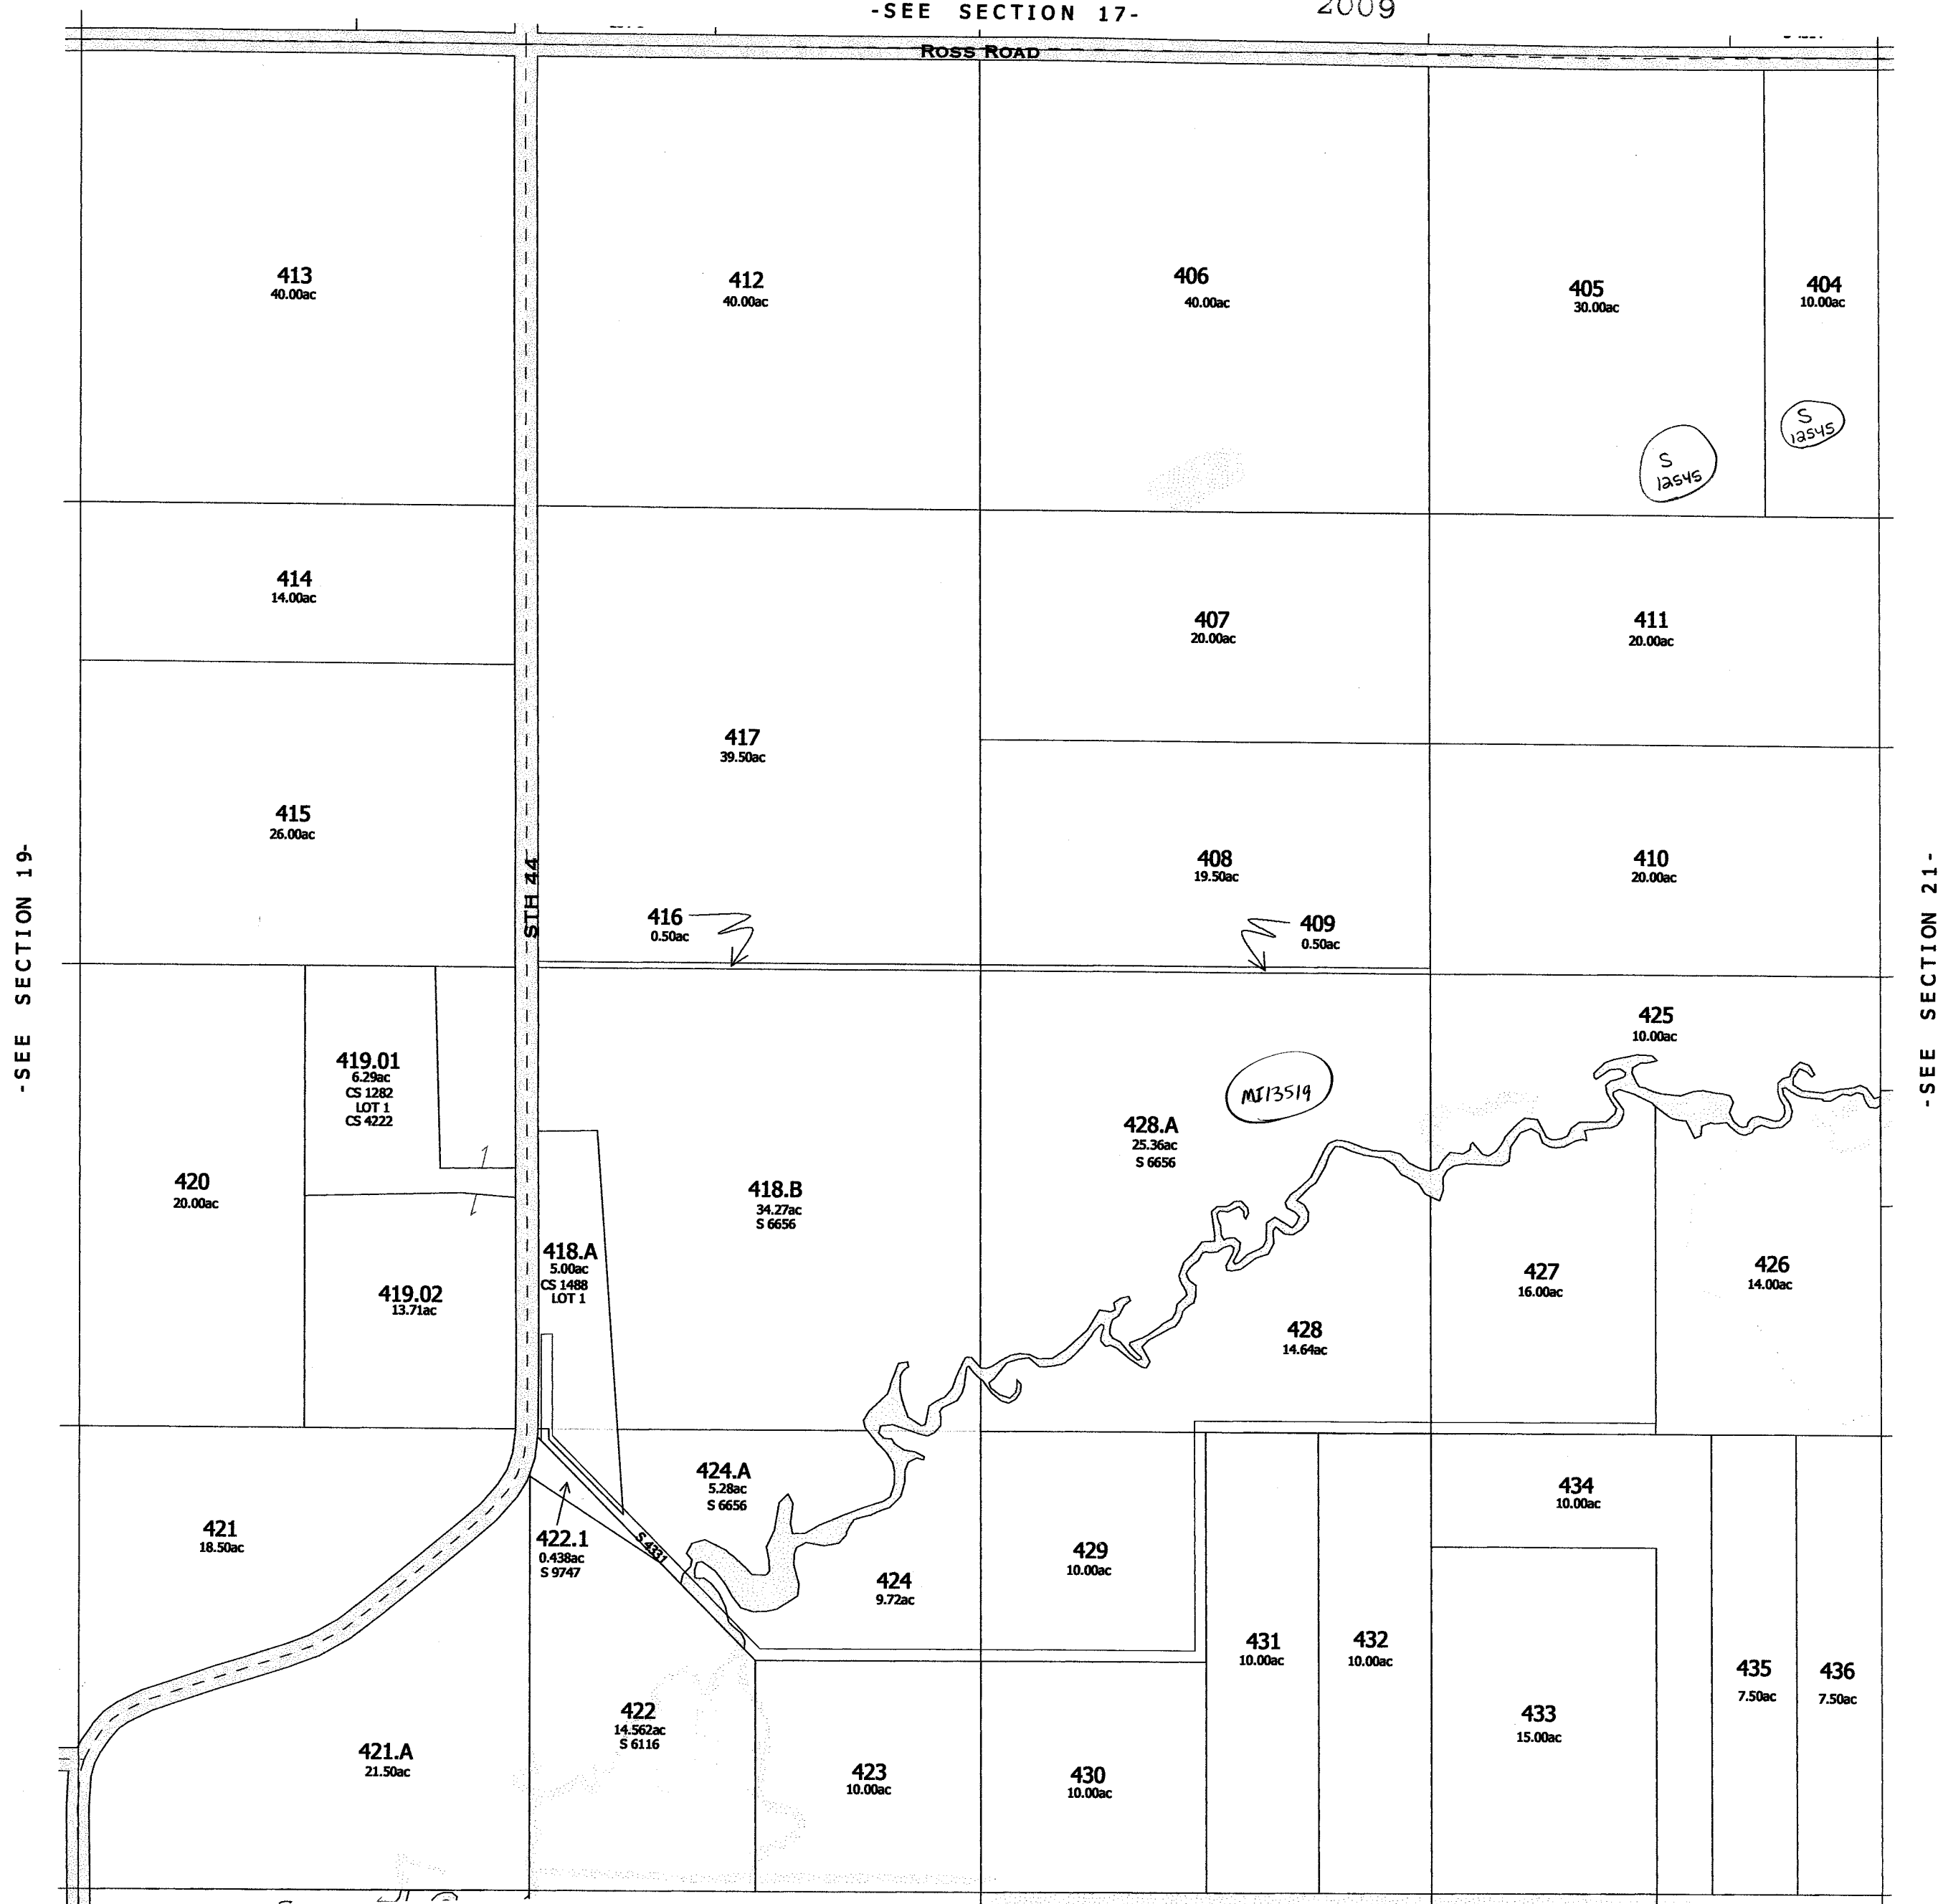 -SEE SECTION 17-
2009
ROSS ROAD
413
40.00ac
412
40.00ac
406
40.00ac
405
30.00ac
404
10.00ac
S
12545
S
12545
414
14.00ac
407
20.00ac
411
20.00ac
417
39.50ac
415
26.00ac
408
19.50ac
410
20.00ac
-SEE SECTION 19-
STH 44
-SEE SECTION 21-
416
0.50ac
409
0.50ac
425
10.00ac
419.01
6.29ac
CS 1282
LOT 1
CS 4222
MI13519
428.A
25.36ac
S 6656
420
20.00ac
418.B
34.27ac
S 6656
418.A
5.00ac
CS 1488
LOT 1
427
16.00ac
426
14.00ac
419.02
13.71ac
428
14.64ac
424.A
5.28ac
S 6656
434
10.00ac
421
18.50ac
422.1
0.438ac
S 9747
S 4331
429
10.00ac
424
9.72ac
431
10.00ac
432
10.00ac
435
7.50ac
436
7.50ac
422
14.562ac
S 6116
433
15.00ac
421.A
21.50ac
423
10.00ac
430
10.00ac